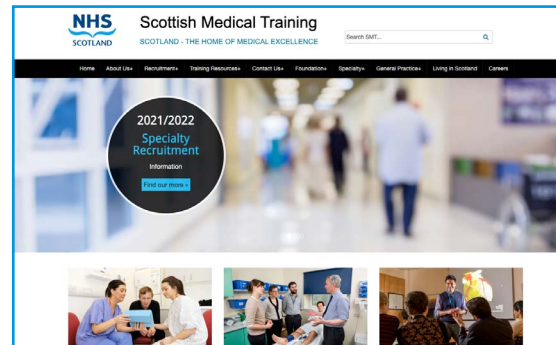 NHS
SCOTLAND
Scottish Medical Training
SCOTLAND - THE HOME OF MEDICAL EXCELLENCE
Search SMT...
Home About Us+ Recruitment+ Training Resources+ Contact Us+ Foundation+ Specialty+ General Practice+ Living in Scotland Careers
2021/2022
Specialty
Recruitment
Information
Find our more »